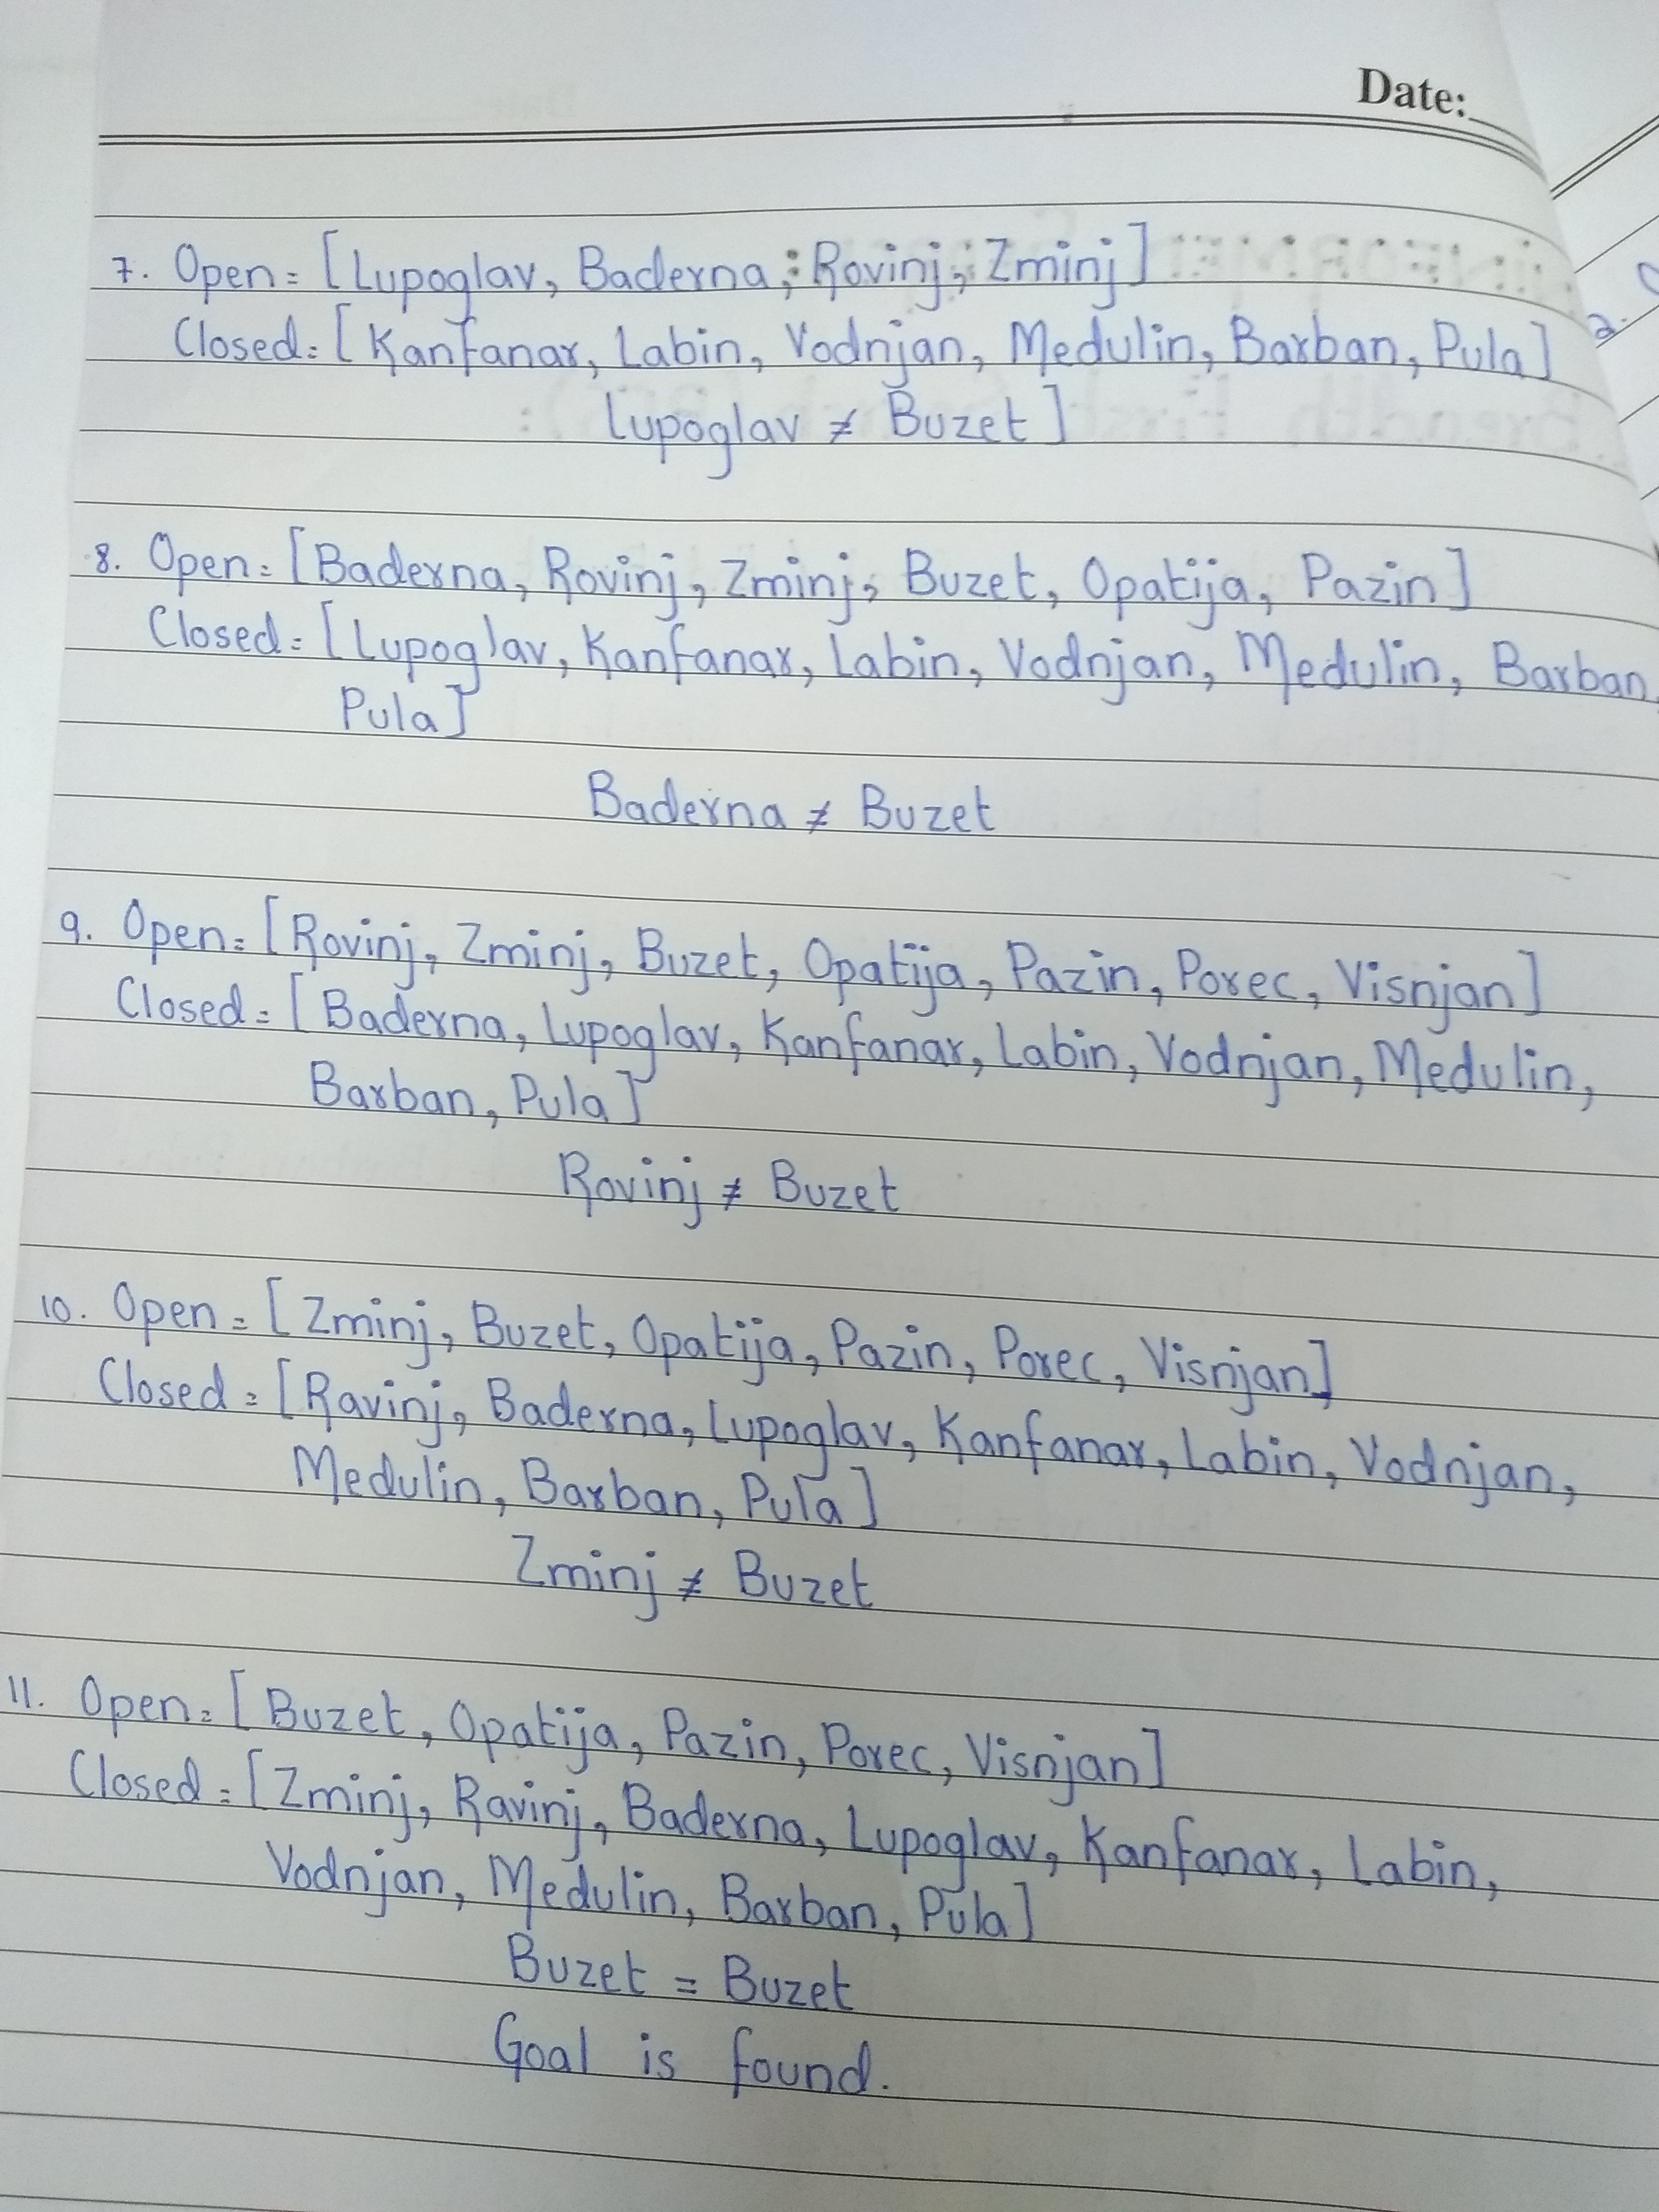 Date:
7. Open = [Lupoglav, Baderna, Rovinj, Zminj]
Closed = [Kanfanar, Labin, Vodnjan, Medulin, Barban, Pula]
Lupoglav ≠ Buzet]
8. Open = [Baderna, Rovinj, Zminj, Buzet, Opatija, Pazin]
Closed = [Lupoglav, Kanfanar, Labin, Vodnjan, Medulin, Barban,
Pula]
Baderna ≠ Buzet
9. Open = [Rovinj, Zminj, Buzet, Opatija, Pazin, Porec, Visnjan]
Closed = [Baderna, Lupoglav, Kanfanar, Labin, Vodnjan, Medulin,
Barban, Pula]
Rovinj ≠ Buzet
10. Open = [Zminj, Buzet, Opatija, Pazin, Porec, Visnjan]
Closed = [Ravinj, Baderna, Lupoglav, Kanfanar, Labin, Vodnjan,
Medulin, Barban, Pula]
Zminj ≠ Buzet
11. Open = [Buzet, Opatija, Pazin, Porec, Visnjan]
Closed = [Zminj, Ravinj, Baderna, Lupoglav, Kanfanar, Labin,
Vodnjan, Medulin, Barban, Pula]
Buzet = Buzet
Goal is found.